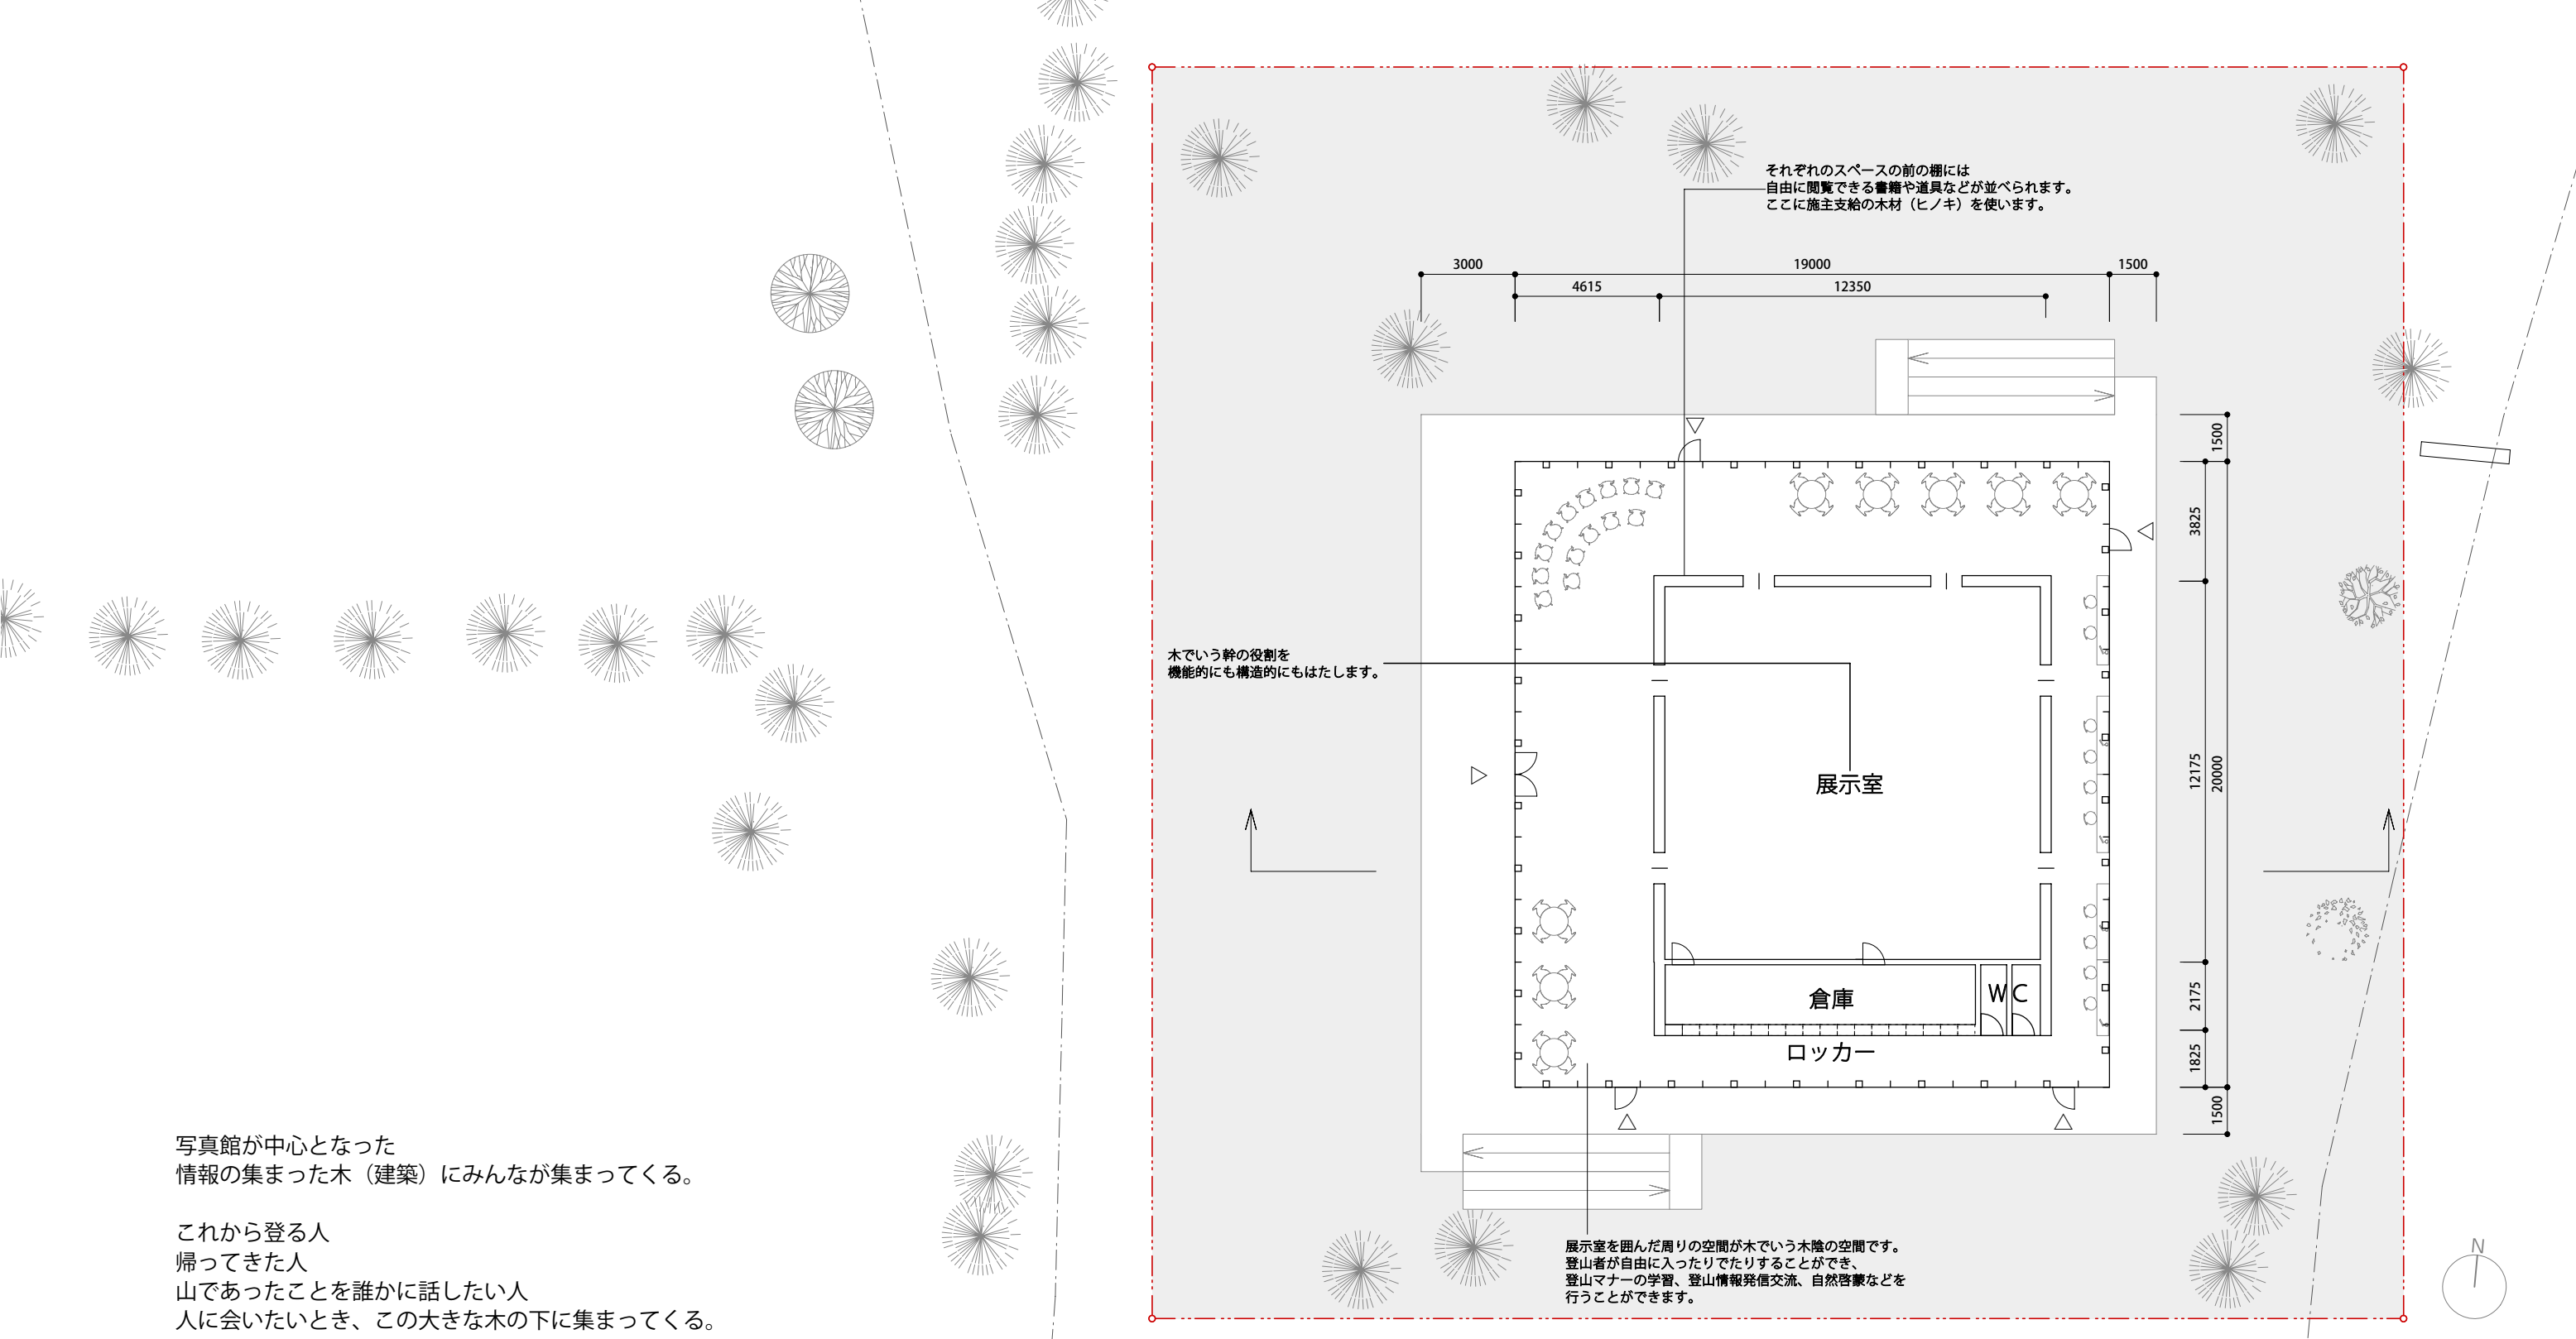 それぞれのスペースの前の棚には
自由に閲覧できる書籍や道具などが並べられます。
ここに施主支給の木材（ヒノキ）を使います。
3000
19000
1500
4615
12350
1500
3825
12175
20000
2175
1825
1500
木でいう幹の役割を
機能的にも構造的にもはたします。
展示室
倉庫
WC
ロッカー
写真館が中心となった
情報の集まった木（建築）にみんなが集まってくる。
これから登る人
帰ってきた人
山であったことを誰かに話したい人
人に会いたいとき、この大きな木の下に集まってくる。
展示室を囲んだ周りの空間が木でいう木陰の空間です。
登山者が自由に入ったりでたりすることができ、
登山マナーの学習、登山情報発信交流、自然啓蒙などを
行うことができます。
N